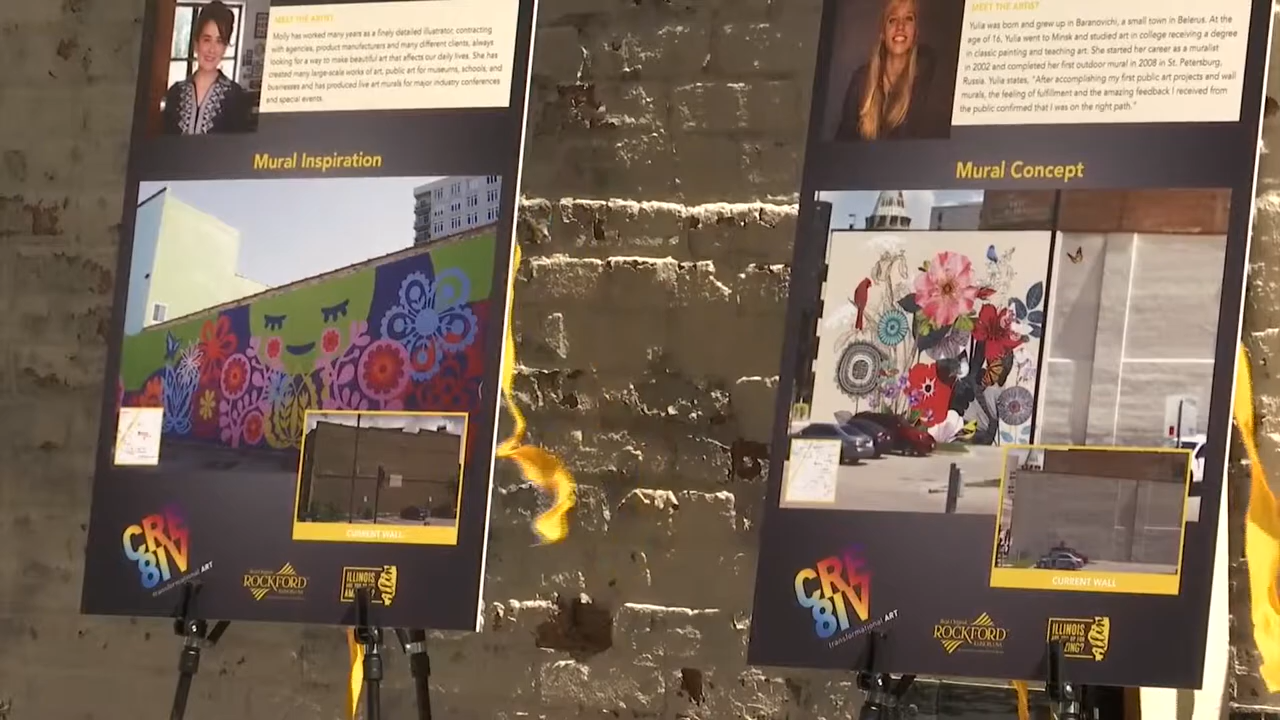 MEET THE ARTIST
Molly has worked many years as a finely detailed illustrator, contracting
with agencies, product manufacturers and many different clients, always
looking for a way to make beautiful art that affects our daily lives. She has
created many large-scale works of art, public art for museums, schools, and
businesses and has produced live art murals for major industry conferences
and special events.
Mural Inspiration
CURRENT WALL
CRE
8IV
transformational ART
ROCKFORD
ILLINOIS
MEET THE ARTIST
Yulia was born and grew up in Baranovichi, a small town in Belerus. At the
age of 16, Yulia went to Minsk and studied art in college receiving a degree
in classic painting and teaching art. She started her career as a muralist
in 2002 and completed her first outdoor mural in 2008 in St. Petersburg,
Russia. Yulia states, "After accomplishing my first public art projects and wall
murals, the feeling of fulfillment and the amazing feedback I received from
the public confirmed that I was on the right path."
Mural Concept
CURRENT WALL
CRE
8IV
transformational ART
Real. Original.
ROCKFORD
ILLINOIS
ZING?